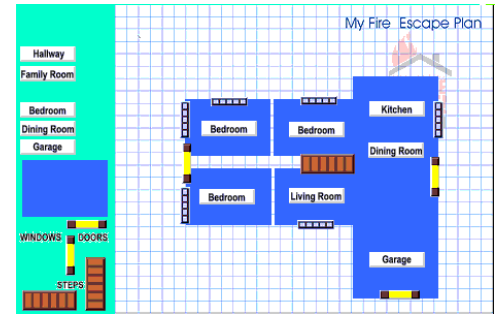 My Fire Escape Plan
Hallway
Family Room
Bedroom
Dining Room
Garage
WINDOWS DOORS
STEPS
Kitchen
Bedroom Bedroom
Dining Room
Bedroom Living Room
Garage